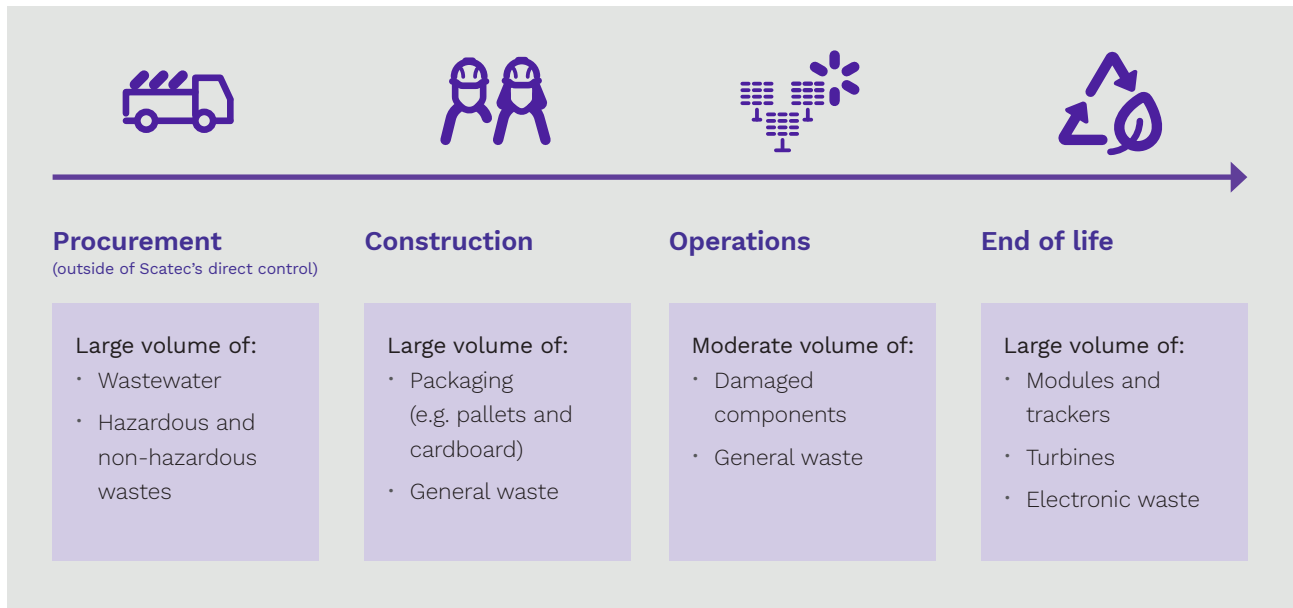 Procurement
(outside of Scatec's direct control)
Large volume of:
· Wastewater
· Hazardous and
non-hazardous
wastes
Construction
Large volume of:
· Packaging
(e.g. pallets and
cardboard)
· General waste
Operations
Moderate volume of:
· Damaged
components
· General waste
End of life
Large volume of:
· Modules and
trackers
· Turbines
· Electronic waste